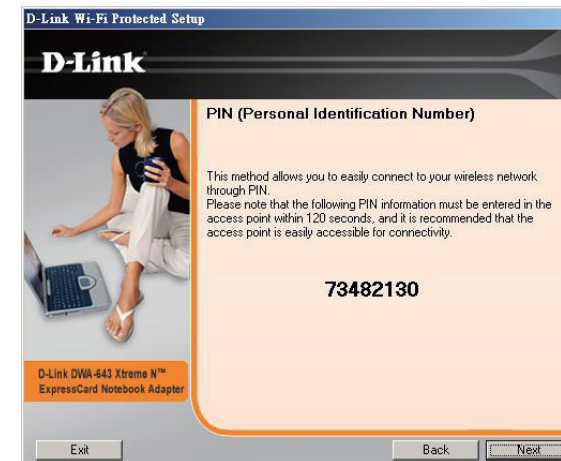 D-Link Wi-Fi Protected Setup
D-Link
PIN (Personal Identification Number)
This method allows you to easily connect to your wireless network
through PIN.
Please note that the following PIN information must be entered in the
access point within 120 seconds, and it is recommended that the
access point is easily accessible for connectivity.
73482130
D-Link DWA-643 Xtreme N™
ExpressCard Notebook Adapter
Exit
Back
Next